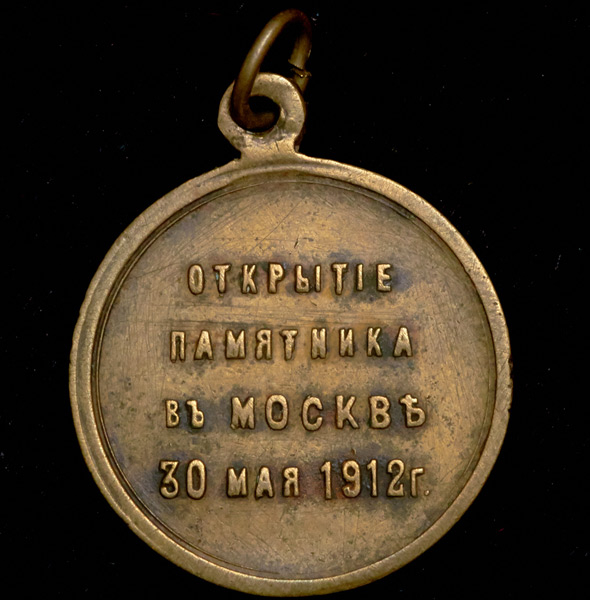 ОТКРЫТІЕ
ПАМЯТНИКА
ВЪ МОСКВѢ
30 МАЯ 1912г.